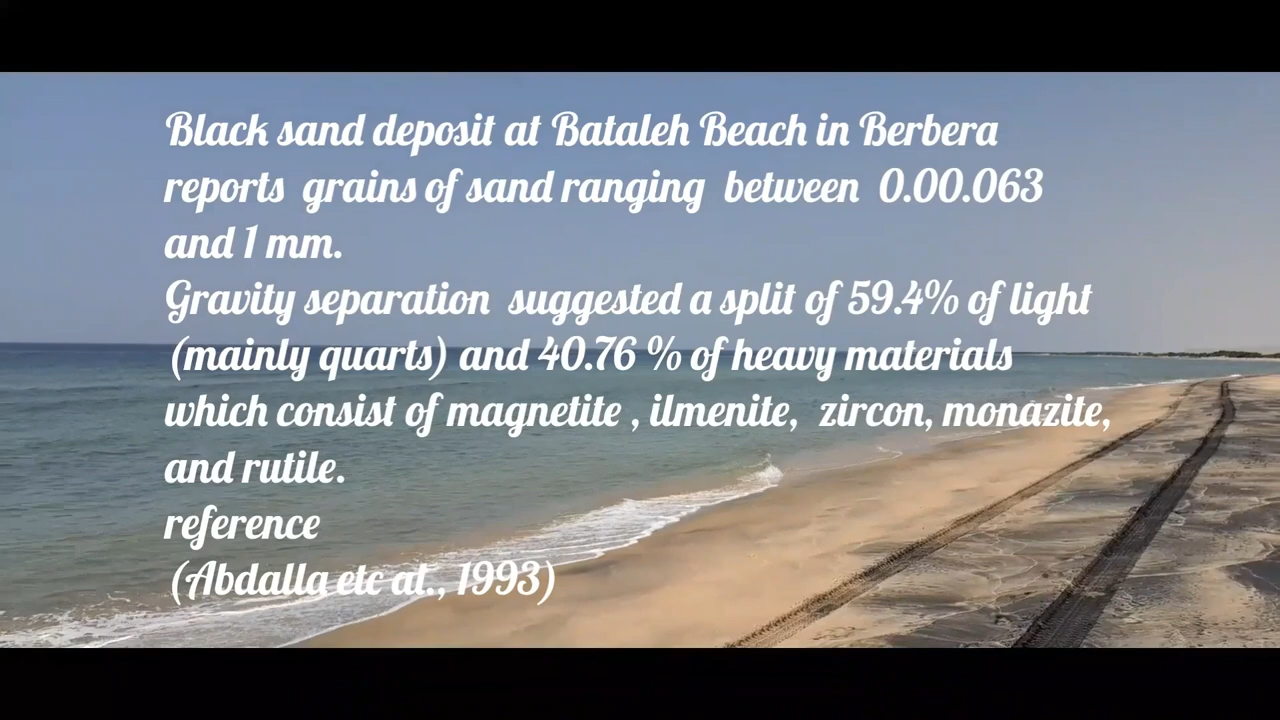 Black sand deposit at Bataleh Beach in Berbera
reports grains of sand ranging between 0.00.063
and 1 mm.
Gravity separation suggested a split of 59.4% of light
(mainly quarts) and 40.76 % of heavy materials
which consist of magnetite , ilmenite, zircon, monazite,
and rutile.
reference
(Abdalla etc at., 1993)